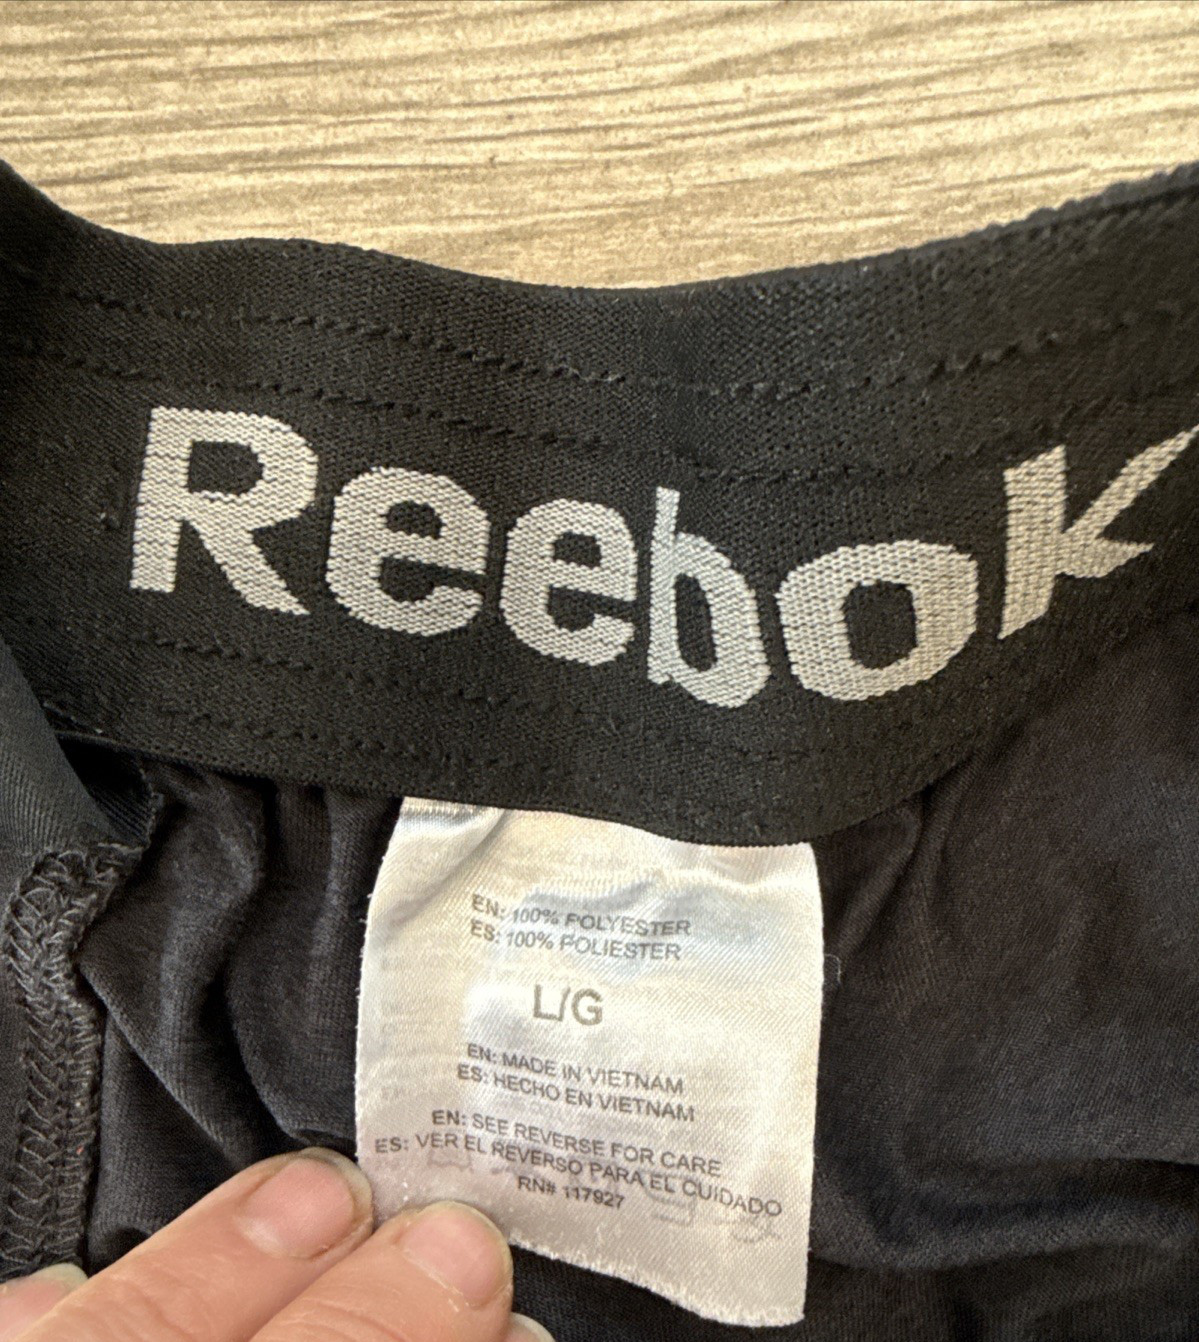 Reebok
EN: 100% POLYESTER
ES: 100% POLIESTER
L/G
EN: MADE IN VIETNAM
ES: HECHO EN VIETNAM
EN: SEE REVERSE FOR CARE
ES: VER EL REVERSO PARA EL CUIDADO
RN# 117927